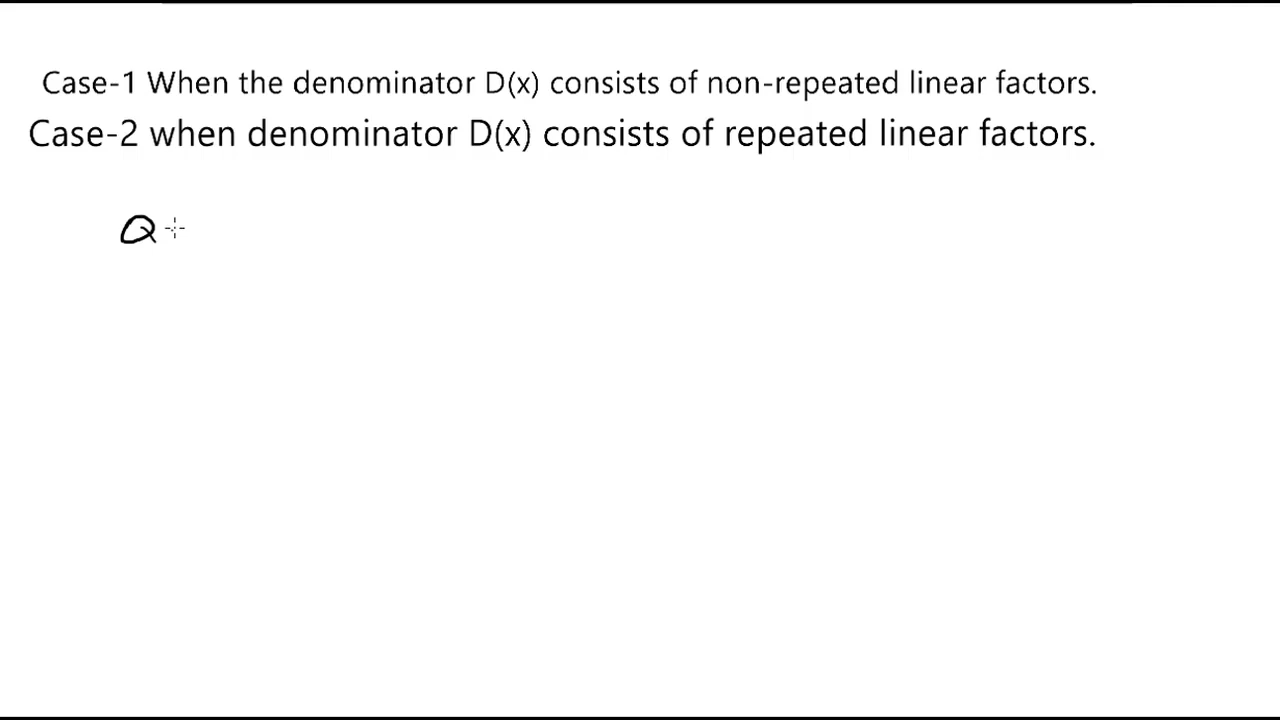 Case-1 When the denominator D(x) consists of non-repeated linear factors.
Case-2 when denominator D(x) consists of repeated linear factors.
Q